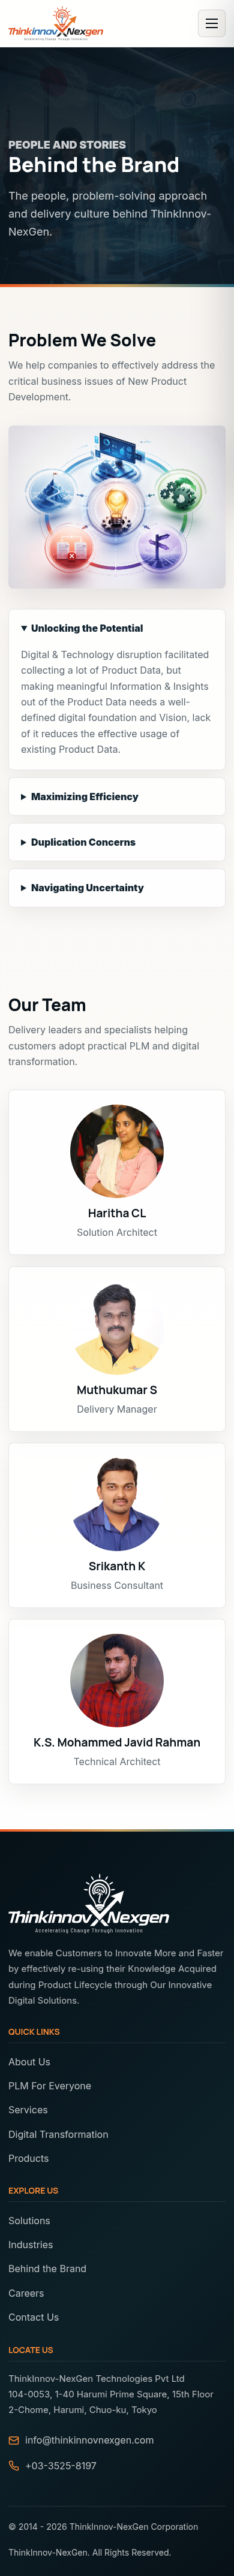 Thinkinnov Nexgen
Accelerating Change Through Innovation
PEOPLE AND STORIES
Behind the Brand
The people, problem-solving approach
and delivery culture behind ThinkInnov-
NexGen.
Problem We Solve
We help companies to effectively address the
critical business issues of New Product
Development.
Unlocking the Potential
Digital & Technology disruption facilitated
collecting a lot of Product Data, but
making meaningful Information & Insights
out of the Product Data needs a well-
defined digital foundation and Vision, lack
of it reduces the effective usage of
existing Product Data.
Maximizing Efficiency
Duplication Concerns
Navigating Uncertainty
Our Team
Delivery leaders and specialists helping
customers adopt practical PLM and digital
transformation.
Haritha CL
Solution Architect
Muthukumar S
Delivery Manager
Srikanth K
Business Consultant
K.S. Mohammed Javid Rahman
Technical Architect
Thinkinnov Nexgen
Accelerating Change Through Innovation
We enable Customers to Innovate More and Faster
by effectively re-using their Knowledge Acquired
during Product Lifecycle through Our Innovative
Digital Solutions.
QUICK LINKS
About Us
PLM For Everyone
Services
Digital Transformation
Products
EXPLORE US
Solutions
Industries
Behind the Brand
Careers
Contact Us
LOCATE US
ThinkInnov-NexGen Technologies Pvt Ltd
104-0053, 1-40 Harumi Prime Square, 15th Floor
2-Chome, Harumi, Chuo-ku, Tokyo
info@thinkinnovnexgen.com
+03-3525-8197
© 2014 - 2026 ThinkInnov-NexGen Corporation
ThinkInnov-NexGen. All Rights Reserved.